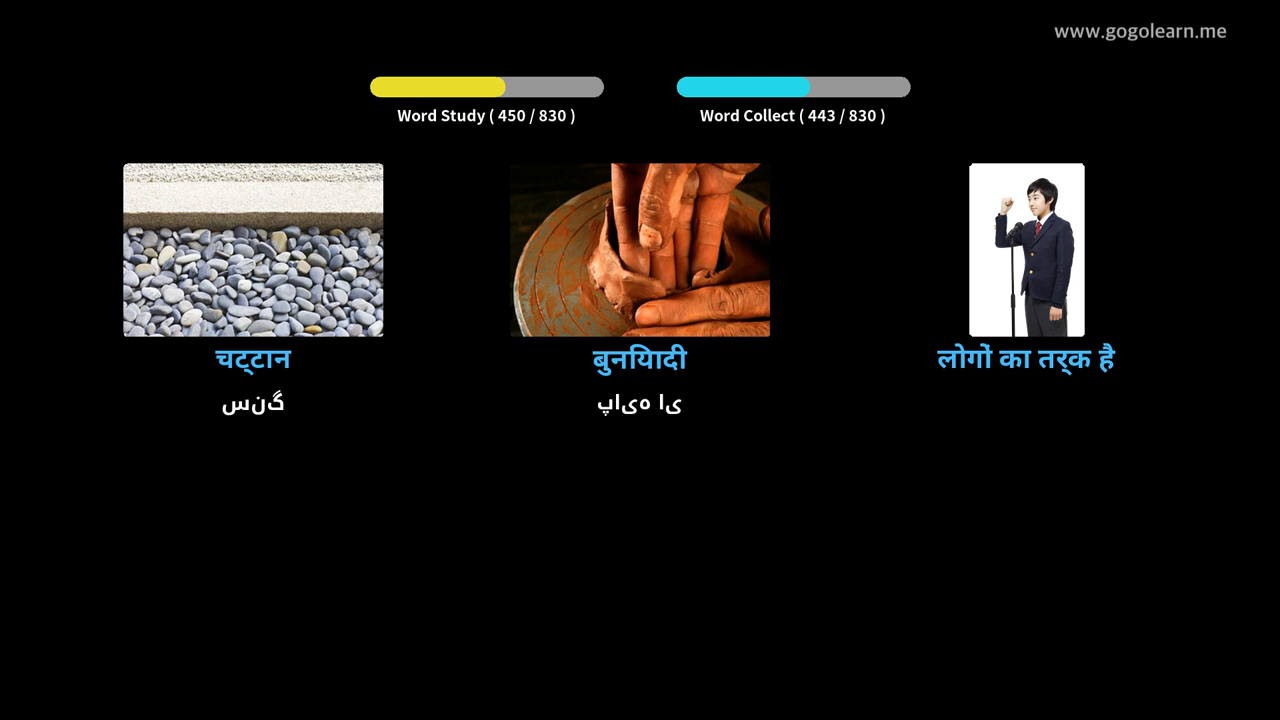 www.gogolearn.me
Word Study ( 450 / 830 )
Word Collect ( 443 / 830 )
चट्टान
बुनियादी
लोगों का तर्क है
سنگ
پایه ای